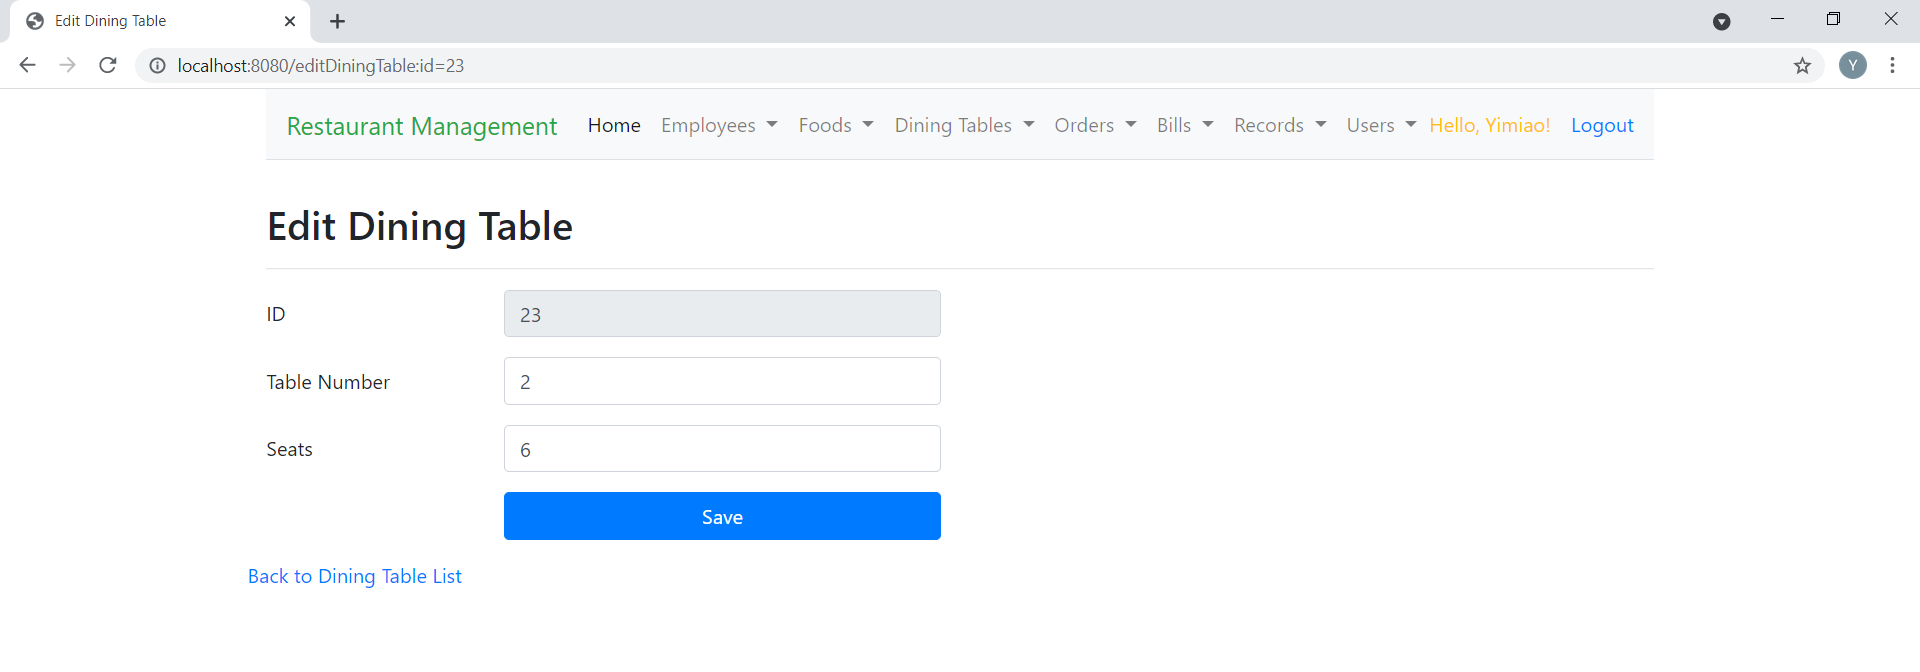 Edit Dining Table
localhost:8080/editDiningTable:id=23
Y
Restaurant Management Home Employees Foods Dining Tables Orders Bills Records Users Hello, Yimiao! Logout
Edit Dining Table
ID 23
Table Number 2
Seats 6
Save
Back to Dining Table List